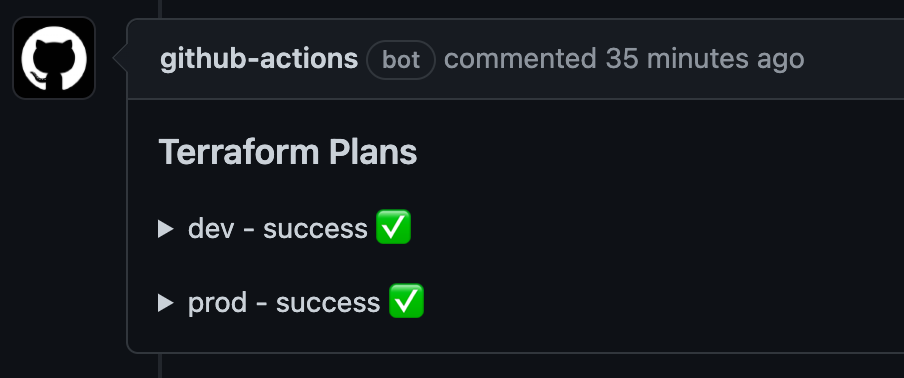 github-actions bot commented 35 minutes ago
Terraform Plans
dev - success ✅
prod - success ✅